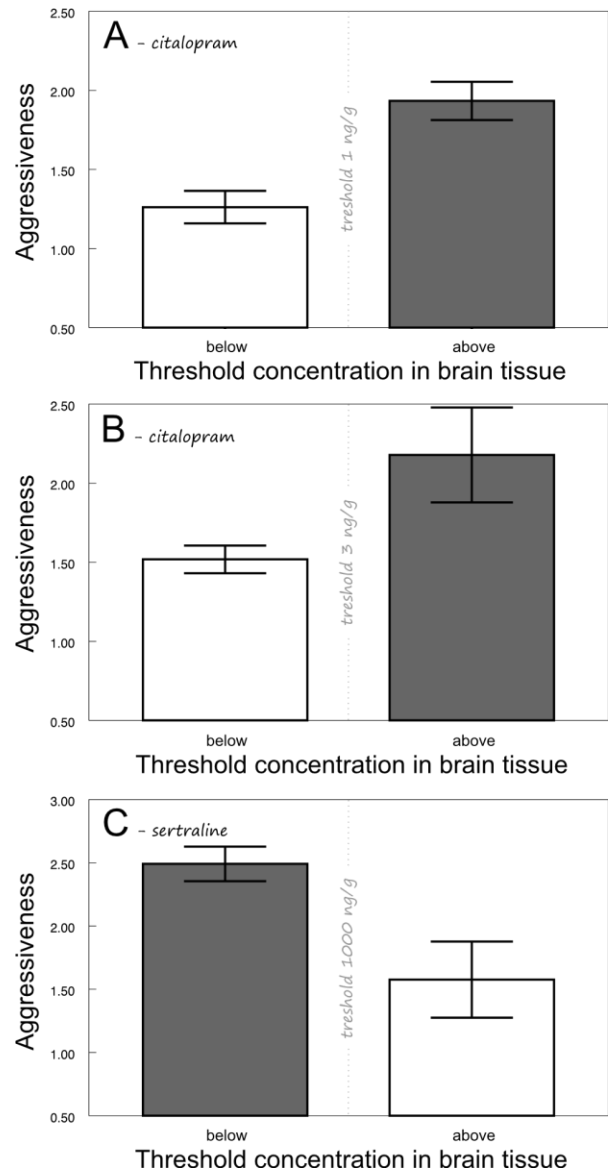 A - citalopram
2.50
2.00
1.50
1.00
0.50
Aggressiveness
treshold 1 ng/g
below above
Threshold concentration in brain tissue
B - citalopram
2.50
2.00
1.50
1.00
0.50
Aggressiveness
treshold 3 ng/g
below above
Threshold concentration in brain tissue
C - sertraline
3.00
2.50
2.00
1.50
1.00
0.50
Aggressiveness
treshold 1000 ng/g
below above
Threshold concentration in brain tissue